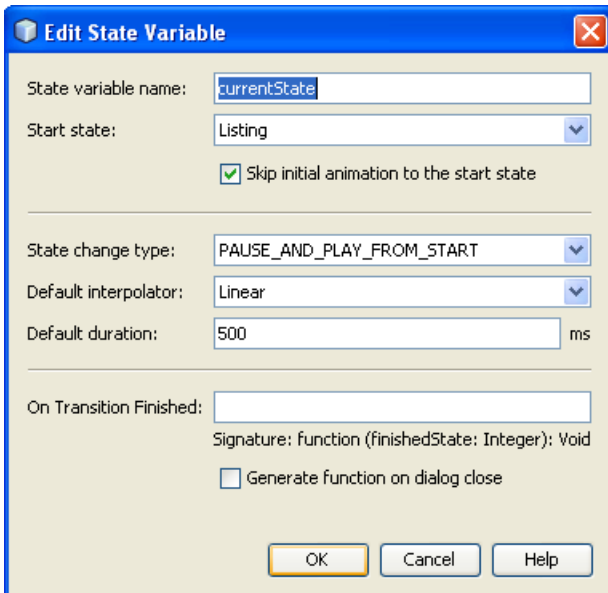 Edit State Variable
State variable name: currentState
Start state: Listing
Skip initial animation to the start state
State change type: PAUSE_AND_PLAY_FROM_START
Default interpolator: Linear
Default duration: 500 ms
On Transition Finished:
Signature: function (finishedState: Integer): Void
Generate function on dialog close
OK Cancel Help